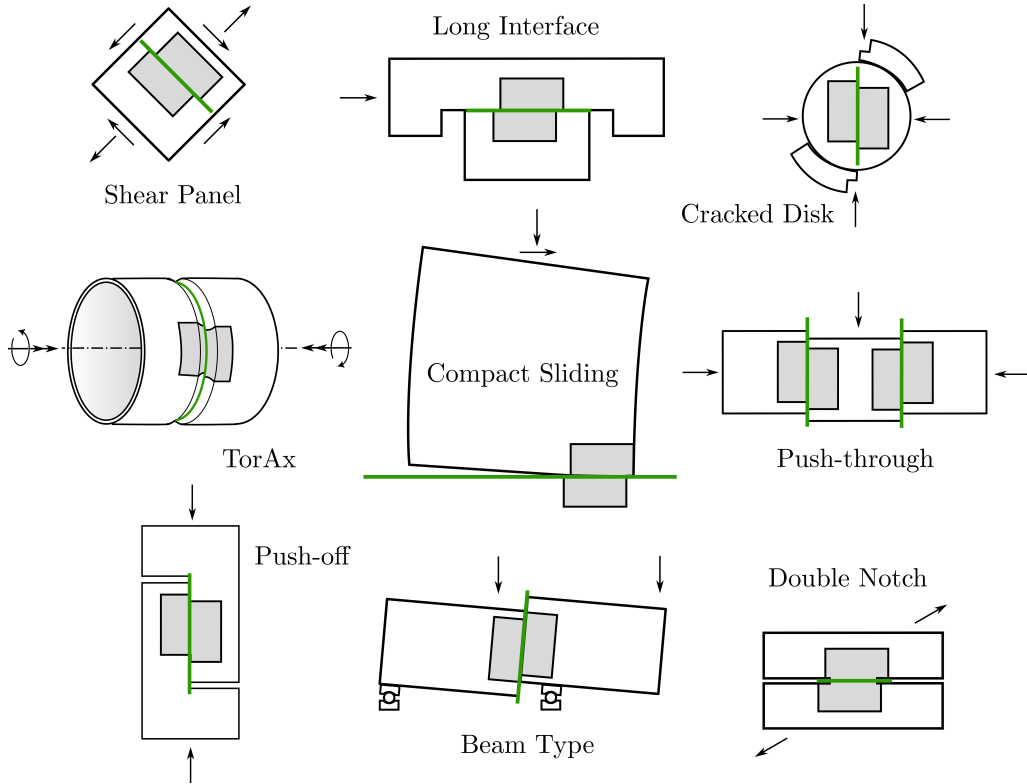 Long Interface
Shear Panel
Cracked Disk
Compact Sliding
TorAx
Push-through
Push-off
Double Notch
Beam Type